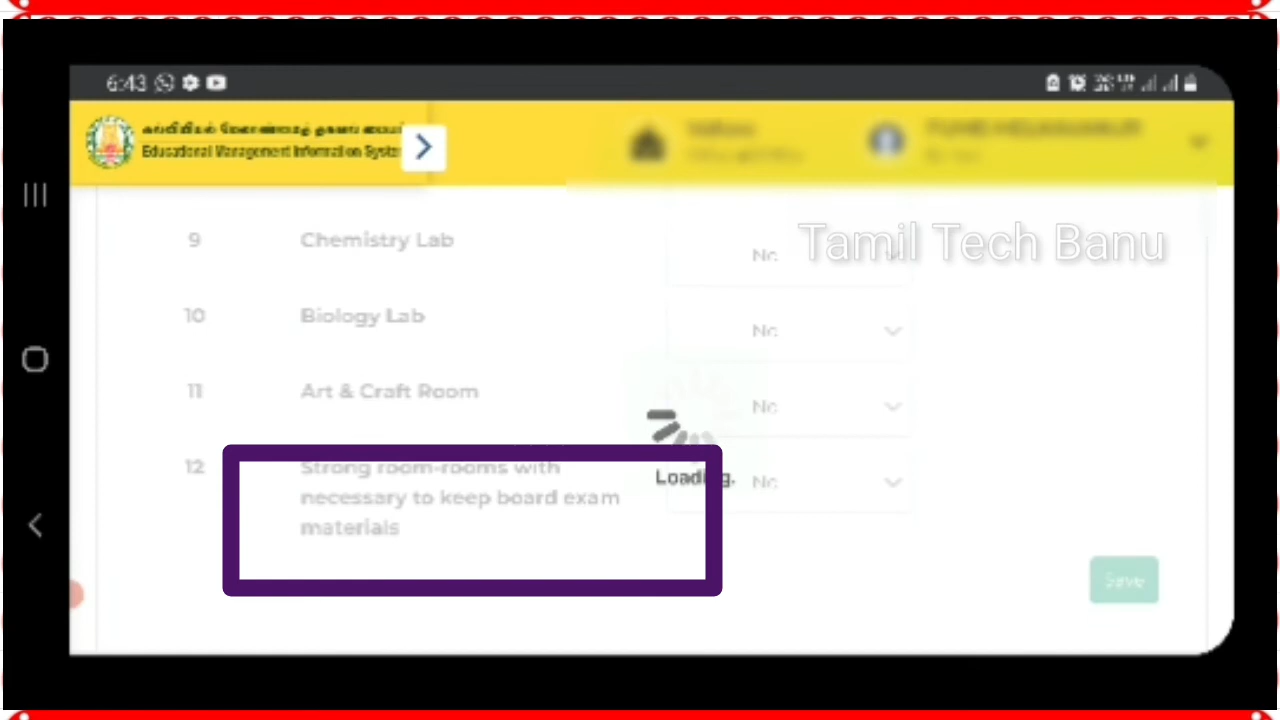 6:43
Educational Management Information System
Tamil Tech Banu
9 Chemistry Lab No
10 Biology Lab No
11 Art & Craft Room No
12 Strong room-rooms with No
necessary to keep board exam
materials
Loading.
Save